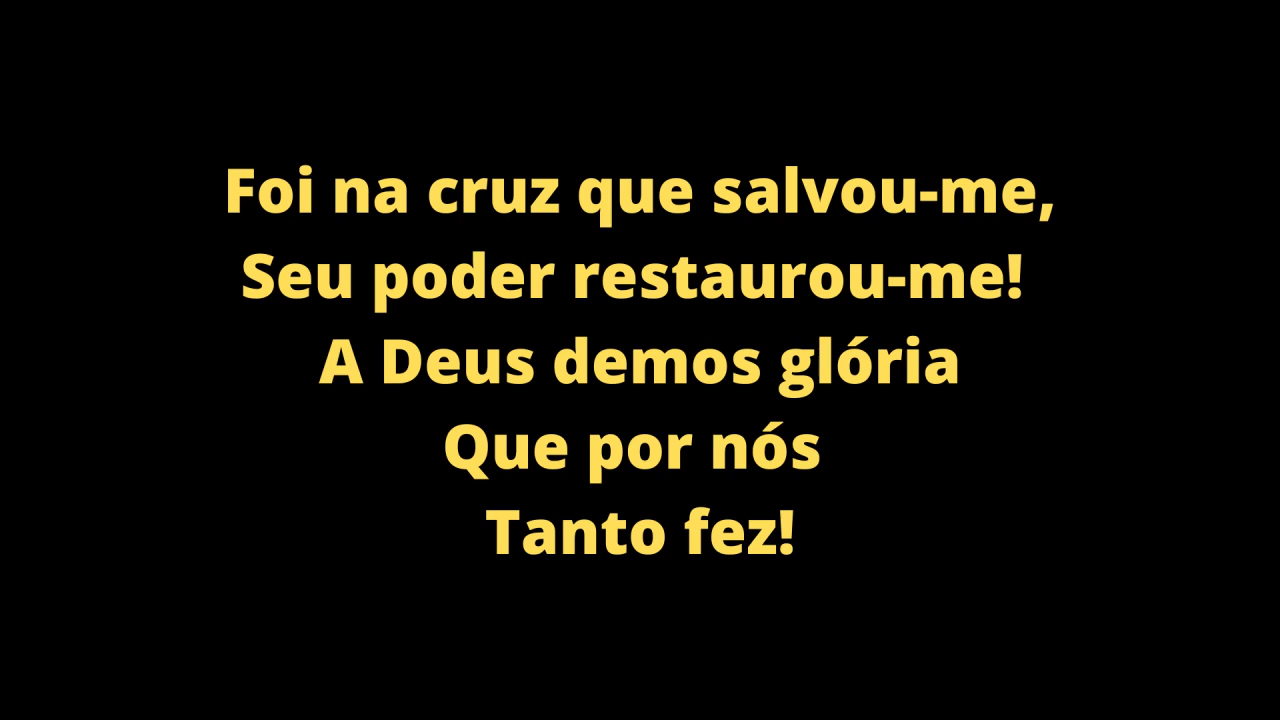 Foi na cruz que salvou-me,
Seu poder restaurou-me!
A Deus demos glória
Que por nós
Tanto fez!